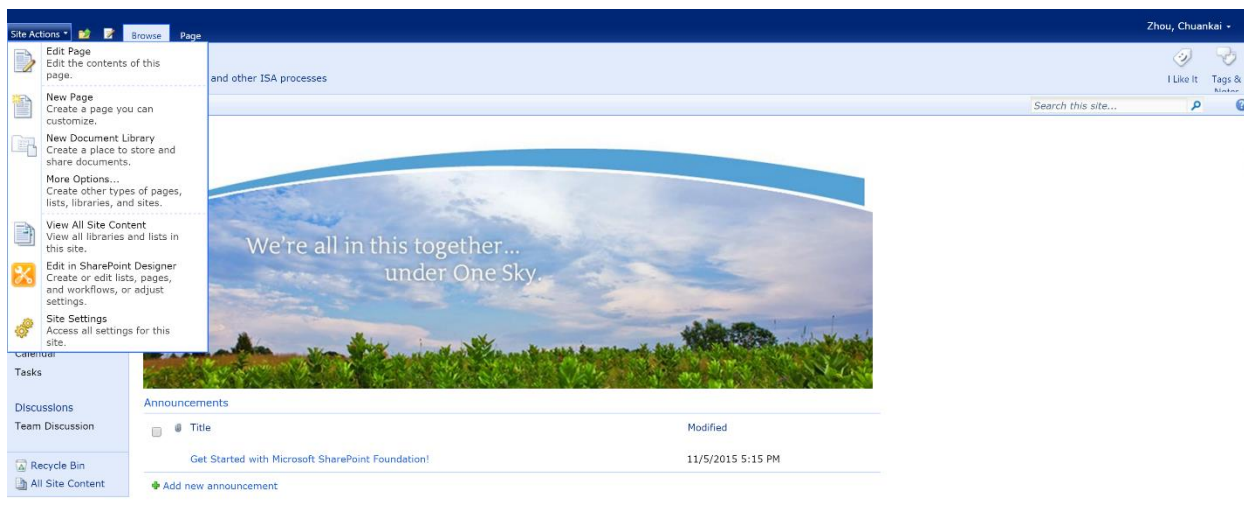 Zhou, Chuankai
Site Actions
Browse
Page
Edit Page
Edit the contents of this
page.
New Page
Create a page you can
customize.
New Document Library
Create a place to store and
share documents.
More Options...
Create other types of pages,
lists, libraries, and sites.
View All Site Content
View all libraries and lists in
this site.
Edit in SharePoint Designer
Create or edit lists, pages,
and workflows, or adjust
settings.
Site Settings
Access all settings for this
site.
and other ISA processes
I Like It
Tags &
Notes
Search this site...
We're all in this together...
under One Sky.
Calendar
Tasks
Discussions
Team Discussion
Recycle Bin
All Site Content
Announcements
Title
Modified
Get Started with Microsoft SharePoint Foundation!
11/5/2015 5:15 PM
Add new announcement